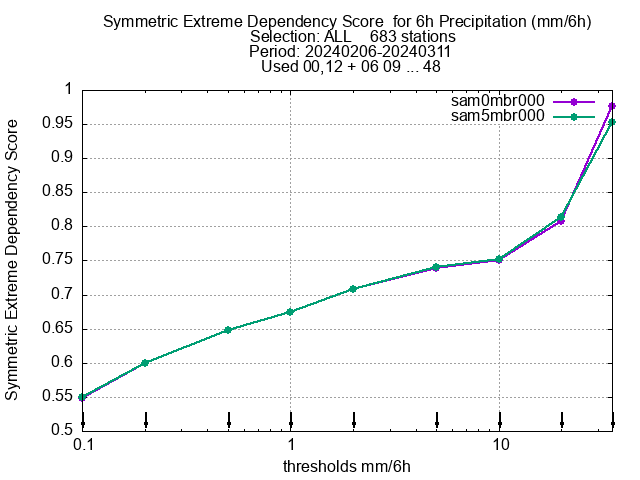 Symmetric Extreme Dependency Score  for 6h Precipitation (mm/6h)
Selection: ALL    683 stations
Period: 20240206-20240311
Used 00,12 + 06 09 ... 48
sam0mbr000
sam5mbr000
Symmetric Extreme Dependency Score
1
0.95
0.9
0.85
0.8
0.75
0.7
0.65
0.6
0.55
0.5
0.1
1
10
thresholds mm/6h